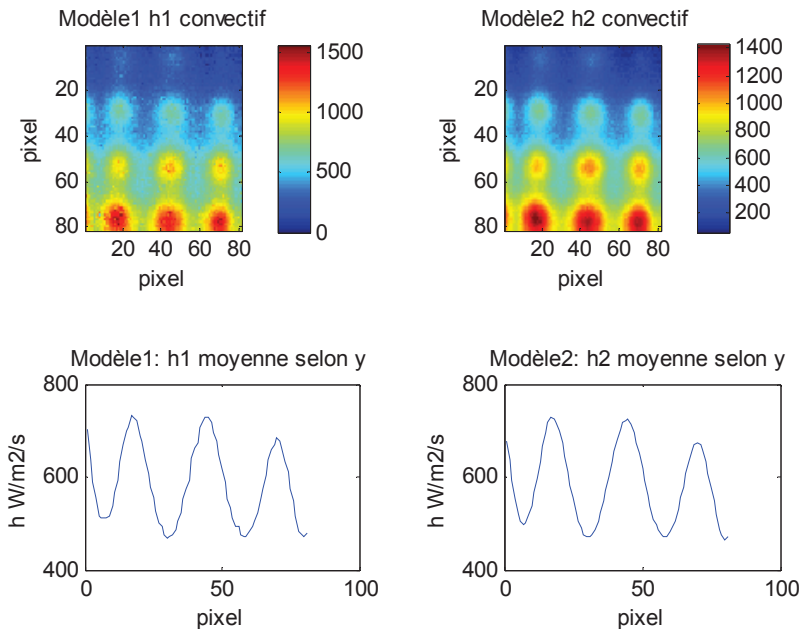 Modèle1 h1 convectif
pixel
20
40
60
80
20 40 60 80
pixel
1500
1000
500
0
Modèle2 h2 convectif
pixel
20
40
60
80
20 40 60 80
pixel
1400
1200
1000
800
600
400
200
Modèle1: h1 moyenne selon y
h W/m2/s
800
600
400
0 50 100
pixel
Modèle2: h2 moyenne selon y
h W/m2/s
800
600
400
0 50 100
pixel